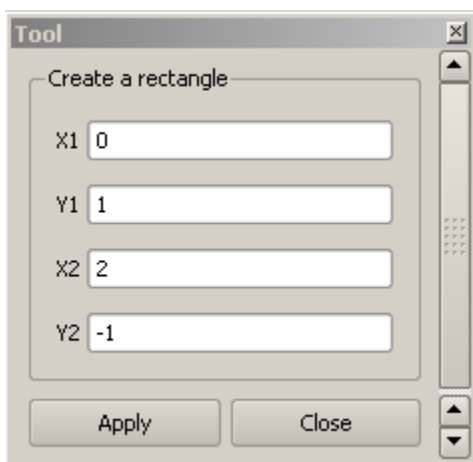 Tool
Create a rectangle
X1 0
Y1 1
X2 2
Y2 -1
Apply Close